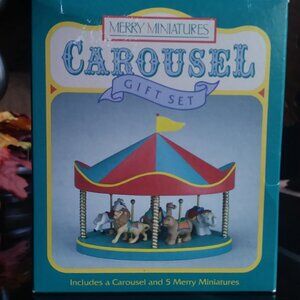 MERRY MINIATURES
CAROUSEL
GIFT SET
Includes a Carousel and 5 Merry Miniatures